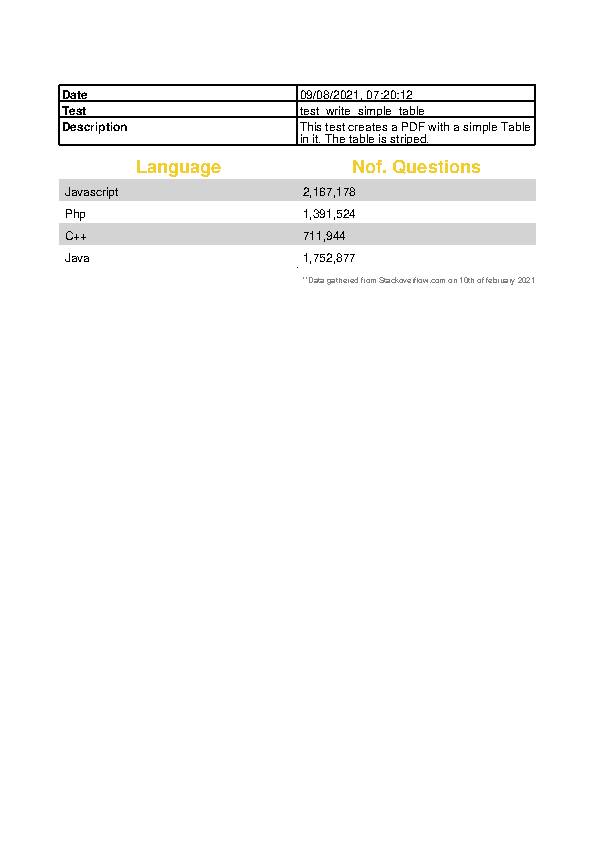 Date 09/08/2021, 07:20:12
Test test_write_simple_table
Description This test creates a PDF with a simple Table
in it. The table is striped.
Language Nof. Questions
Javascript 2,167,178
Php 1,391,524
C++ 711,944
Java 1,752,877
**Data gathered from Stackoverflow.com on 10th of february 2021